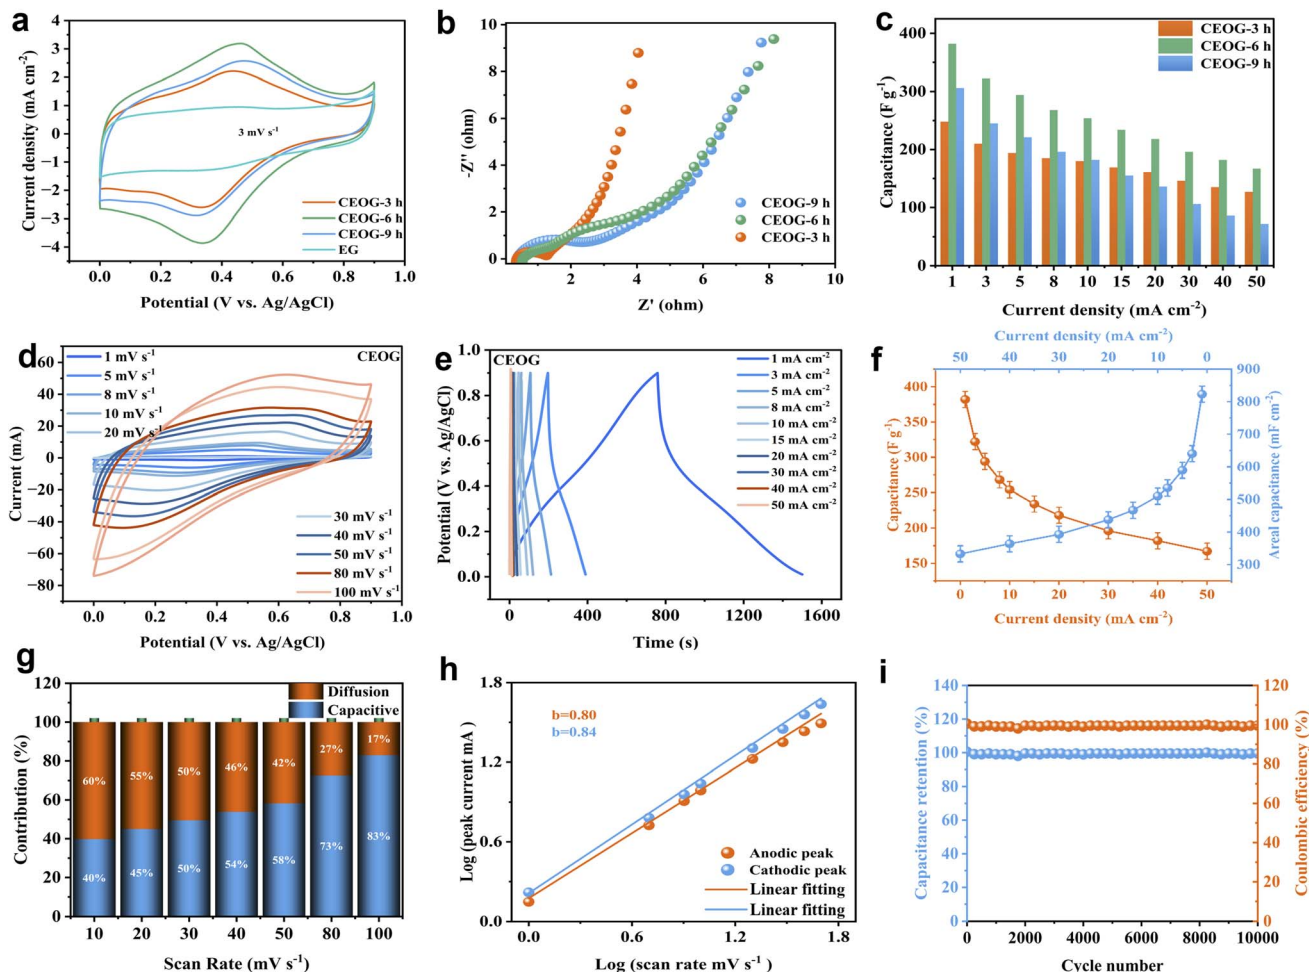 a
Current density (mA cm⁻²)
4
3
2
1
0
−1
−2
−3
−4
3 mV s⁻¹
CEOG-3 h
CEOG-6 h
CEOG-9 h
EG
0.0 0.2 0.4 0.6 0.8 1.0
Potential (V vs. Ag/AgCl)
b
-Z'' (ohm)
10
8
6
4
2
0
CEOG-9 h
CEOG-6 h
CEOG-3 h
2 4 6 8 10
Z' (ohm)
c
Capacitance (F g⁻¹)
400
300
200
100
0
CEOG-3 h
CEOG-6 h
CEOG-9 h
1 3 5 8 10 15 20 30 40 50
Current density (mA cm⁻²)
d
Current (mA)
80
60
40
20
0
−20
−40
−60
−80
1 mV s⁻¹
5 mV s⁻¹
8 mV s⁻¹
10 mV s⁻¹
20 mV s⁻¹
CEOG
30 mV s⁻¹
40 mV s⁻¹
50 mV s⁻¹
80 mV s⁻¹
100 mV s⁻¹
0.0 0.2 0.4 0.6 0.8 1.0
Potential (V vs. Ag/AgCl)
e
Potential (V vs. Ag/AgCl)
1.0
0.8
0.6
0.4
0.2
0.0
CEOG
1 mA cm⁻²
3 mA cm⁻²
5 mA cm⁻²
8 mA cm⁻²
10 mA cm⁻²
15 mA cm⁻²
20 mA cm⁻²
30 mA cm⁻²
40 mA cm⁻²
50 mA cm⁻²
0 400 800 1200 1600
Time (s)
f
Current density (mA cm⁻²)
50 40 30 20 10 0
Capacitance (F g⁻¹)
400
350
300
250
200
150
900
800
700
600
500
400
300
Areal capacitance (mF cm⁻²)
0 10 20 30 40 50
Current density (mA cm⁻²)
g
Contribution (%)
120
100
80
60
40
20
0
Diffusion
Capacitive
60% 55% 50% 46% 42% 27% 17%
40% 45% 50% 54% 58% 73% 83%
10 20 30 40 50 80 100
Scan Rate (mV s⁻¹)
h
Log (peak current mA)
1.8
1.2
0.6
0.0
b=0.80
b=0.84
Anodic peak
Cathodic peak
Linear fitting
Linear fitting
0.0 0.6 1.2 1.8
Log (scan rate mV s⁻¹ )
i
Capacitance retention (%)
140
120
100
80
60
40
20
0
120
100
80
60
40
20
0
Coulombic efficiency (%)
0 2000 4000 6000 8000 10000
Cycle number